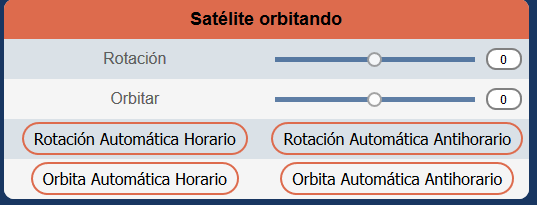 Satélite orbitando
Rotación 0
Orbitar 0
Rotación Automática Horario Rotación Automática Antihorario
Orbita Automática Horario Orbita Automática Antihorario